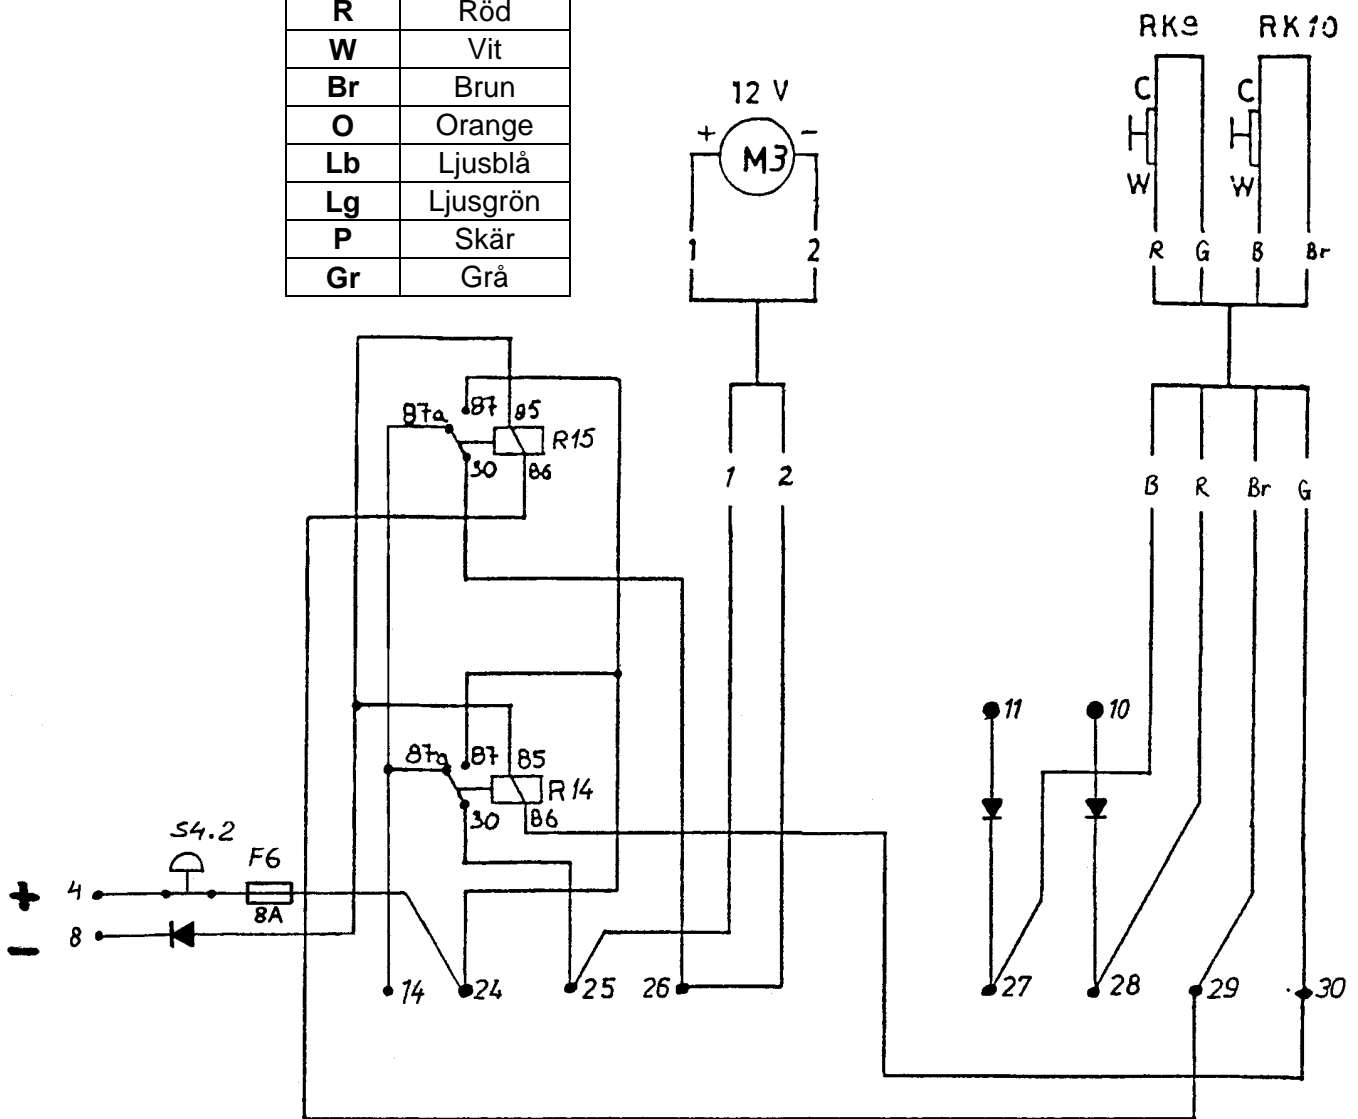 R Röd
W Vit
Br Brun
O Orange
Lb Ljusblå
Lg Ljusgrön
P Skär
Gr Grå
RK9 RK10
C C
W W
R G B Br
12 V
+ M3 -
1 2
1 2
B R Br G
87a 87 85 R15
30 86
87a 87 85 R14
30 86
11 10
S4.2
F6
+ 4
8A
- 8
14 24 25 26 27 28 29 30